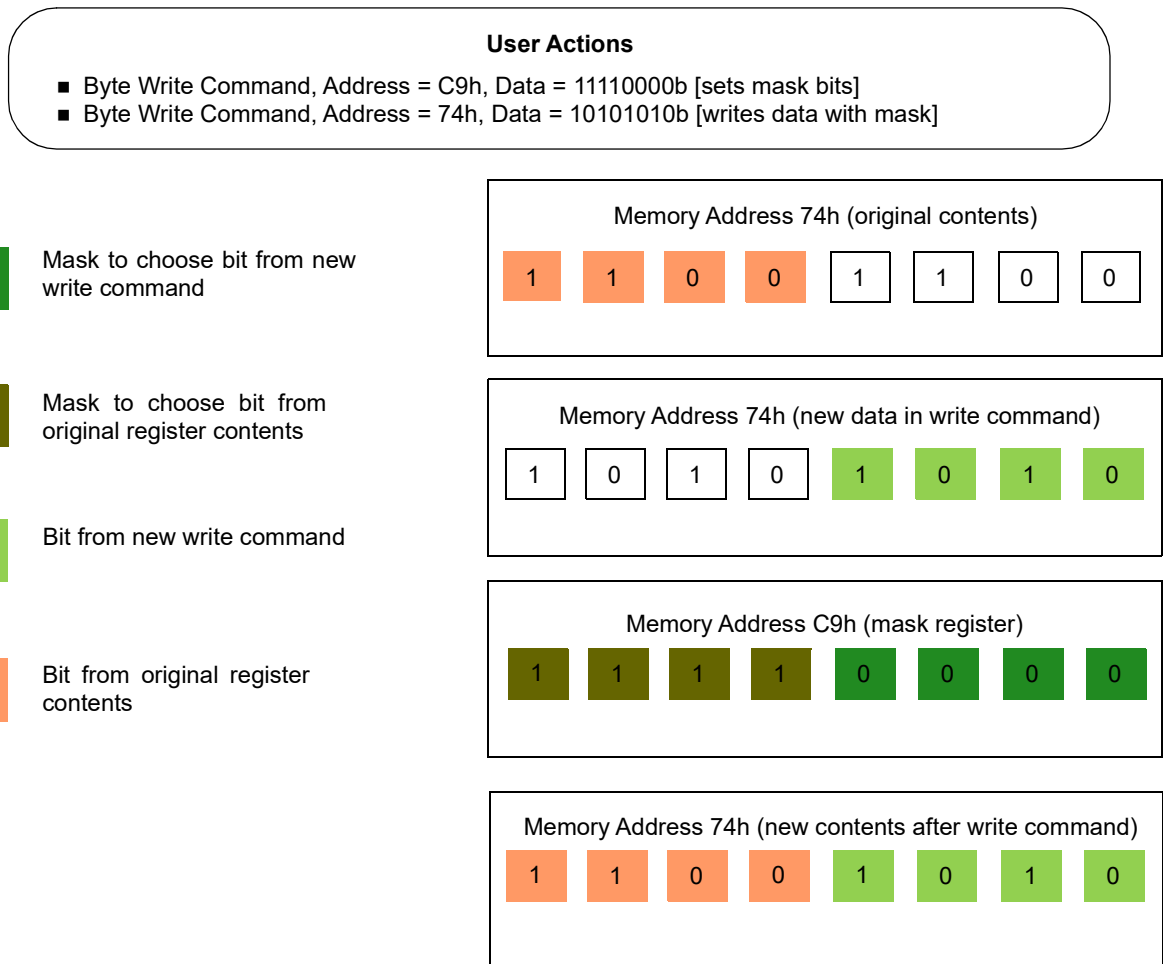 User Actions
■ Byte Write Command, Address = C9h, Data = 11110000b [sets mask bits]
■ Byte Write Command, Address = 74h, Data = 10101010b [writes data with mask]
Mask to choose bit from new
write command
Mask to choose bit from
original register contents
Bit from new write command
Bit from original register
contents
Memory Address 74h (original contents)
1 1 0 0 1 1 0 0
Memory Address 74h (new data in write command)
1 0 1 0 1 0 1 0
Memory Address C9h (mask register)
1 1 1 1 0 0 0 0
Memory Address 74h (new contents after write command)
1 1 0 0 1 0 1 0